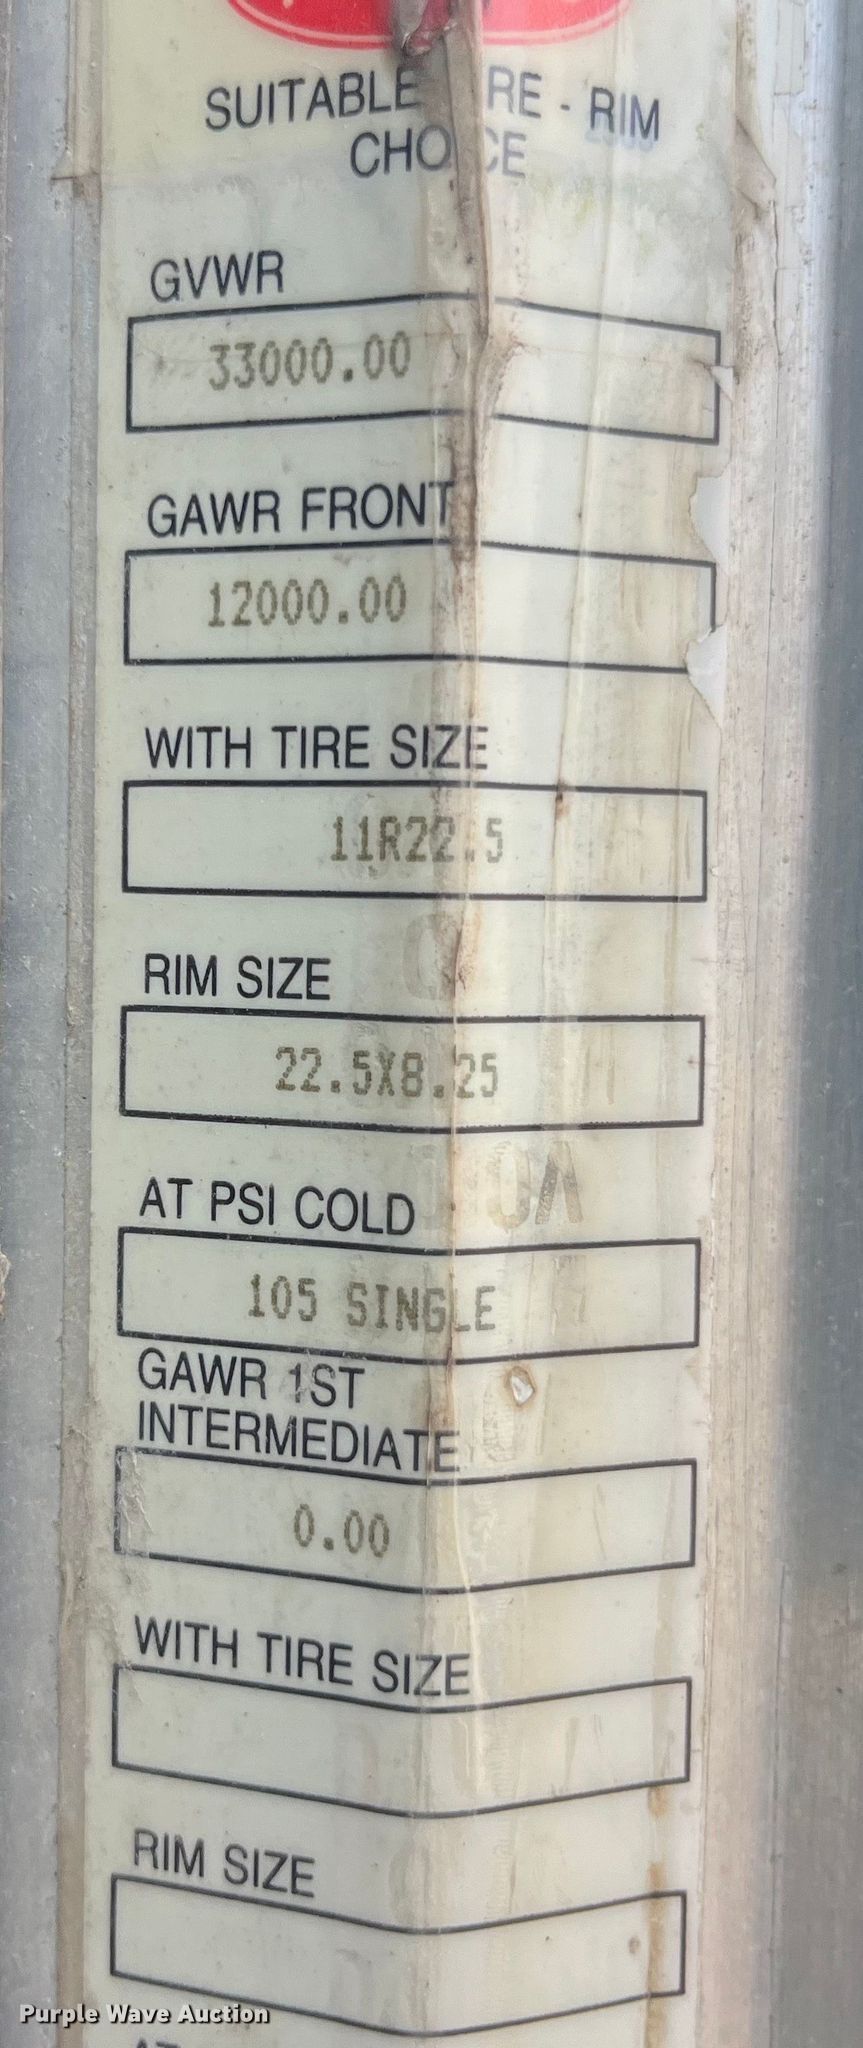 SUITABLE RE - RIM
CHOICE
GVWR
33000.00
GAWR FRONT
12000.00
WITH TIRE SIZE
11R22.5
RIM SIZE
22.5X8.25
AT PSI COLD
105 SINGLE
GAWR 1ST
INTERMEDIATE
0.00
WITH TIRE SIZE
RIM SIZE
Purple Wave Auction